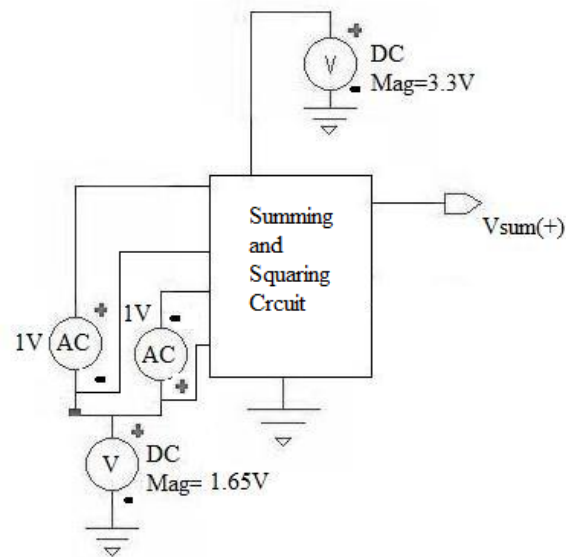 V
DC
Mag=3.3V
Summing
and
Squaring
Crcuit
Vsum(+)
1V
AC
1V
AC
V
DC
Mag= 1.65V